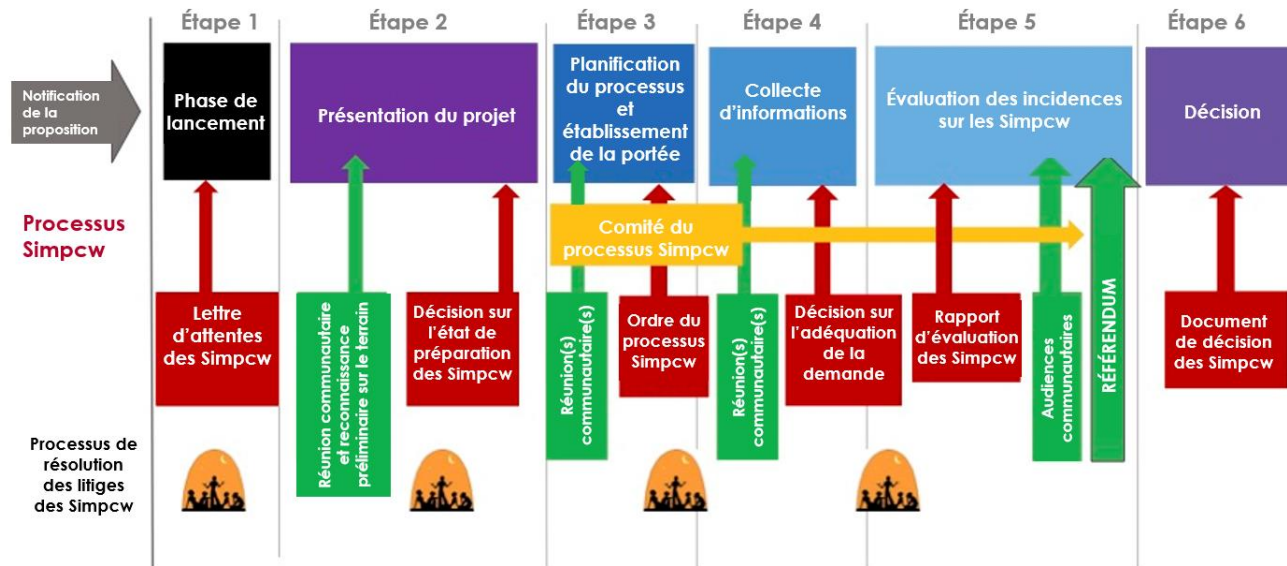 Étape 1
Étape 2
Étape 3
Étape 4
Étape 5
Étape 6
Notification
de la
proposition
Phase de
lancement
Présentation du projet
Planification
du processus
et
établissement
de la portée
Collecte
d'informations
Évaluation des incidences
sur les Simpcw
Décision
Processus
Simpcw
Comité du
processus Simpcw
Lettre
d'attentes
des Simpcw
Réunion communautaire
et reconnaissance
préliminaire sur le terrain
Décision sur
l'état de
préparation
des Simpcw
Réunion(s)
communautaire(s)
Ordre du
processus
Simpcw
Réunion(s)
communautaire(s)
Décision sur
l'adéquation
de la
demande
Rapport
d'évaluation
des Simpcw
Audiences
communautaires
RÉFÉRENDUM
Document
de décision
des Simpcw
Processus de
résolution
des litiges
des Simpcw